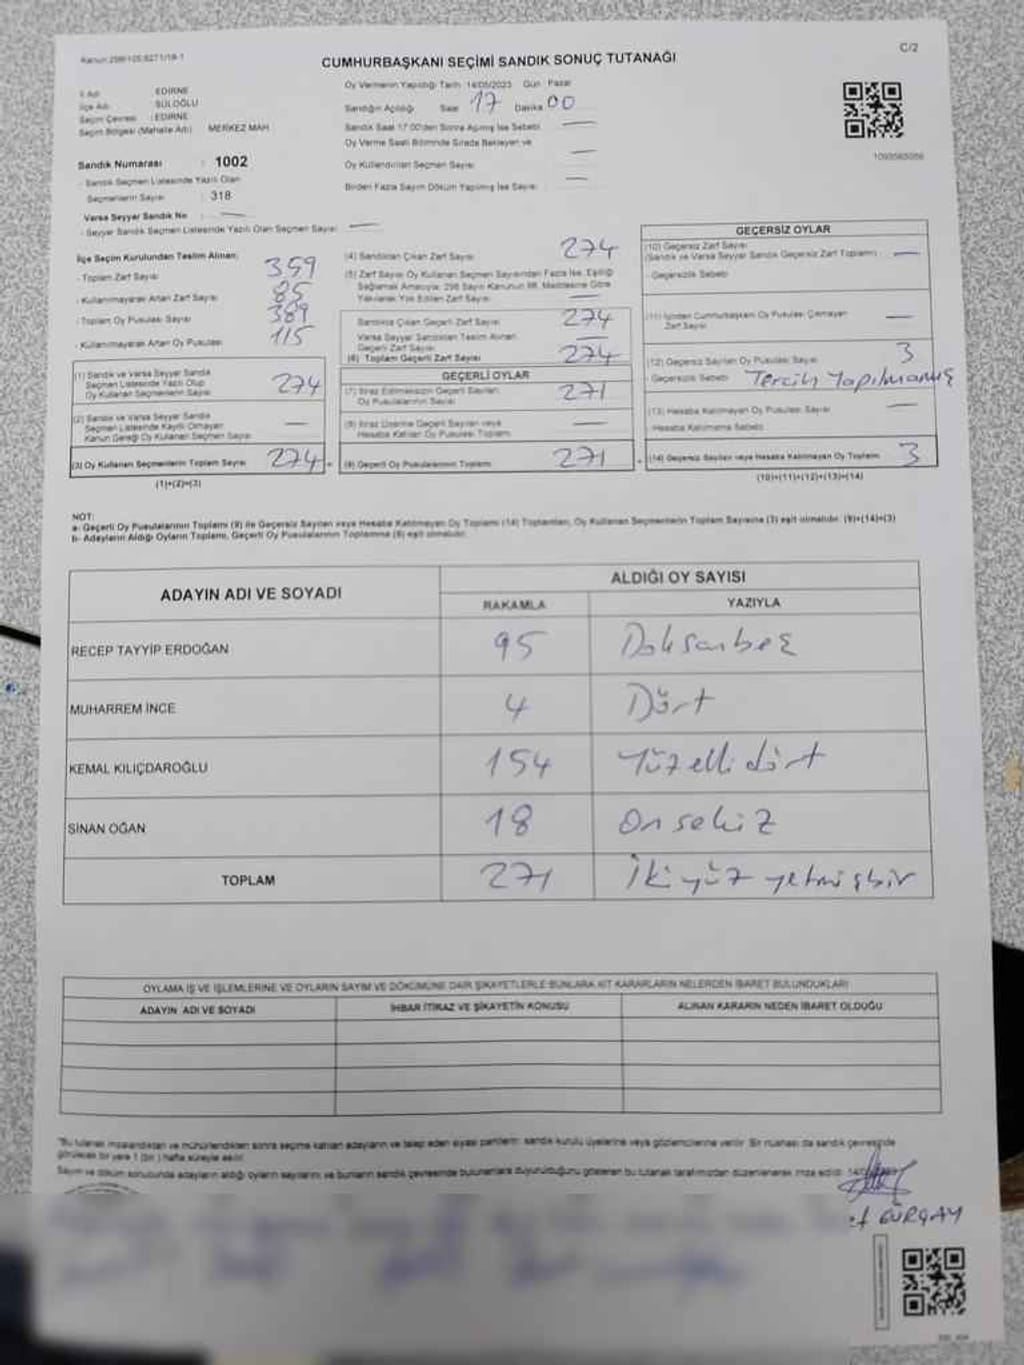 Kanun:298/105;6271/19-1
C/2
CUMHURBAŞKANI SEÇİMİ SANDIK SONUÇ TUTANAĞI
İl Adı EDİRNE
İlçe Adı SÜLOĞLU
Seçim Çevresi : EDİRNE
Seçim Bölgesi (Mahalle Adı) MERKEZ MAH
Sandık Numarası : 1002
- Sandık Seçmen Listesinde Yazılı Olan
Seçmenlerin Sayısı : 318
Varsa Seyyar Sandık No :
- Seyyar Sandık Seçmen Listesinde Yazılı Olan Seçmen Sayısı
Oy Vermenin Yapıldığı Tarih 14/05/2023 Gün Pazar
Sandığın Açıldığı Saat 17 Dakika 00
Sandık Saat 17:00'den Sonra Açılmış İse Sebebi
Oy Verme Saati Bitiminde Sırada Bekleyen ve
Oy Kullandırılan Seçmen Sayısı
Birden Fazla Sayım Döküm Yapılmış İse Sayısı
İlçe Seçim Kurulundan Teslim Alınan;
- Toplam Zarf Sayısı 359
- Kullanılmayarak Artan Zarf Sayısı 85
- Toplam Oy Pusulası Sayısı 389
- Kullanılmayarak Artan Oy Pusulası 115
(1) Sandık ve Varsa Seyyar Sandık
Seçmen Listesinde Yazılı Olup
Oy Kullanan Seçmenlerin Sayısı 274
(2) Sandık ve Varsa Seyyar Sandık
Seçmen Listesinde Kayıtlı Olmayan
Kanun Gereği Oy Kullanan Seçmen Sayısı
(3) Oy Kullanan Seçmenlerin Toplam Sayısı 274
(1)+(2)=(3)
(4) Sandıktan Çıkan Zarf Sayısı 274
(5) Zarf Sayısı Oy Kullanan Seçmen Sayısından Fazla İse, Eşitliği
Sağlamak Amacıyla; 298 Sayılı Kanunun 98. Maddesine Göre
Yakılarak Yok Edilen Zarf Sayısı
Sandıkta Çıkan Geçerli Zarf Sayısı 274
Varsa Seyyar Sandıktan Teslim Alınan
Geçerli Zarf Sayısı
(6) Toplam Geçerli Zarf Sayısı 274
GEÇERLİ OYLAR
(7) İtiraz Edilmeksizin Geçerli Sayılan
Oy Pusulalarının Sayısı 271
(8) İtiraz Üzerine Geçerli Sayılan veya
Hesaba Katılan Oy Pusulası Toplamı
(9) Geçerli Oy Pusulalarının Toplamı 271
GEÇERSİZ OYLAR
(10) Geçersiz Zarf Sayısı
(Sandık ve Varsa Seyyar Sandık Geçersiz Zarf Toplamı)
- Geçersizlik Sebebi
(11) İçinden Cumhurbaşkanı Oy Pusulası Çıkmayan
Zarf Sayısı
(12) Geçersiz Sayılan Oy Pusulası Sayısı 3
- Geçersizlik Sebebi Tercih Yapılmamış
(13) Hesaba Katılmayan Oy Pusulası Sayısı
- Hesaba Katılmama Sebebi
(14) Geçersiz Sayılan veya Hesaba Katılmayan Oy Toplamı 3
(10)+(11)+(12)+(13)=(14)
NOT:
a- Geçerli Oy Pusulalarının Toplamı (9) ile Geçersiz Sayılan veya Hesaba Katılmayan Oy Toplamı (14) Toplamları, Oy Kullanan Seçmenlerin Toplam Sayısına (3) eşit olmalıdır. (9)+(14)=(3)
b- Adayların Aldığı Oyların Toplamı, Geçerli Oy Pusulalarının Toplamına (9) eşit olmalıdır.
ADAYIN ADI VE SOYADI
ALDIĞI OY SAYISI
RAKAMLA YAZIYLA
RECEP TAYYİP ERDOĞAN 95 Doksanbeş
MUHARREM İNCE 4 Dört
KEMAL KILIÇDAROĞLU 154 Yüzellidört
SİNAN OĞAN 18 Onsekiz
TOPLAM 271 İkiyüz yetmişbir
OYLAMA İŞ VE İŞLEMLERİNE VE OYLARIN SAYIM VE DÖKÜMÜNE DAİR ŞİKAYETLERLE BUNLARA AİT KARARLARIN NELERDEN İBARET BULUNDUKLARI
ADAYIN ADI VE SOYADI İHBAR İTİRAZ VE ŞİKAYETİN KONUSU ALINAN KARARIN NEDEN İBARET OLDUĞU
"Bu tutanak imzalandıktan ve mühürlendikten sonra seçime katılan adayların ve talep eden siyasi partilerin sandık kurulu üyelerine veya gözlemcilerine verilir. Bir nüshası da sandık çevresinde
görülecek bir yere 1 (bir) hafta süreyle asılır.
Sayım ve döküm sonucunda adayların aldığı oyların sayılarını ve bunların sandık çevresinde bulunanlara duyurulduğunu gösteren bu tutanak tarafımızdan düzenlenerek imza edildi.
GÜRÇAY